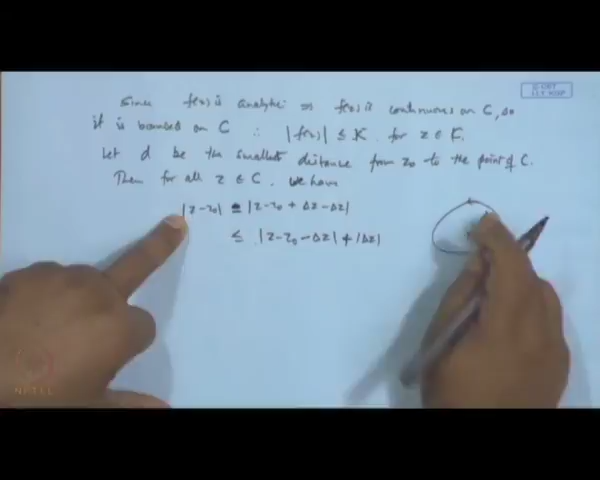 Since f(z) is analytic ⇒ f(z) is continuous on C, so
it is bounded on C ∴ |f(z)| ≤ K for z ∈ K.
Let d be the smallest distance from z0 to the point of C.
Then for all z ∈ C, we have
|z-z0| = |z-z0 + Δz-Δz|
≤ |z-z0-Δz| + |Δz|
NPTEL